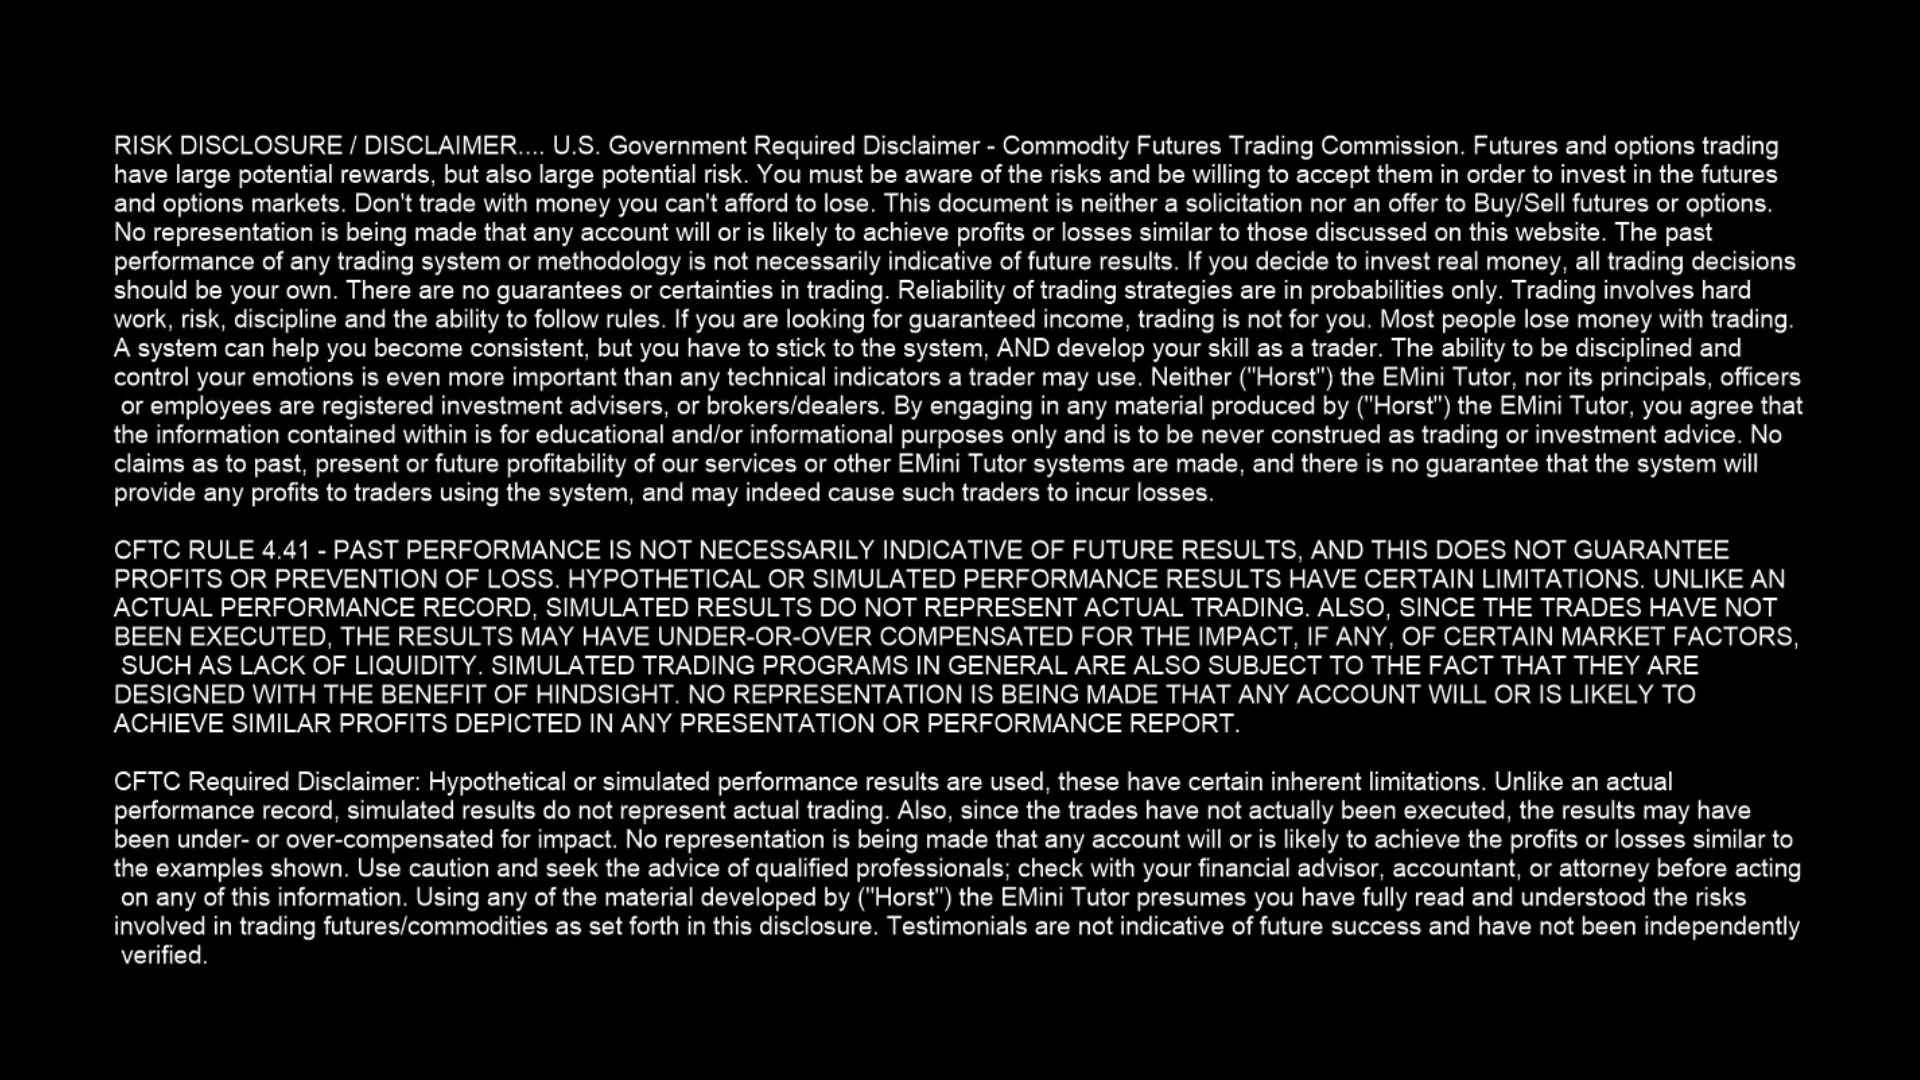 RISK DISCLOSURE / DISCLAIMER.... U.S. Government Required Disclaimer - Commodity Futures Trading Commission. Futures and options trading
have large potential rewards, but also large potential risk. You must be aware of the risks and be willing to accept them in order to invest in the futures
and options markets. Don't trade with money you can't afford to lose. This document is neither a solicitation nor an offer to Buy/Sell futures or options.
No representation is being made that any account will or is likely to achieve profits or losses similar to those discussed on this website. The past
performance of any trading system or methodology is not necessarily indicative of future results. If you decide to invest real money, all trading decisions
should be your own. There are no guarantees or certainties in trading. Reliability of trading strategies are in probabilities only. Trading involves hard
work, risk, discipline and the ability to follow rules. If you are looking for guaranteed income, trading is not for you. Most people lose money with trading.
A system can help you become consistent, but you have to stick to the system, AND develop your skill as a trader. The ability to be disciplined and
control your emotions is even more important than any technical indicators a trader may use. Neither ("Horst") the EMini Tutor, nor its principals, officers
or employees are registered investment advisers, or brokers/dealers. By engaging in any material produced by ("Horst") the EMini Tutor, you agree that
the information contained within is for educational and/or informational purposes only and is to be never construed as trading or investment advice. No
claims as to past, present or future profitability of our services or other EMini Tutor systems are made, and there is no guarantee that the system will
provide any profits to traders using the system, and may indeed cause such traders to incur losses.
CFTC RULE 4.41 - PAST PERFORMANCE IS NOT NECESSARILY INDICATIVE OF FUTURE RESULTS, AND THIS DOES NOT GUARANTEE
PROFITS OR PREVENTION OF LOSS. HYPOTHETICAL OR SIMULATED PERFORMANCE RESULTS HAVE CERTAIN LIMITATIONS. UNLIKE AN
ACTUAL PERFORMANCE RECORD, SIMULATED RESULTS DO NOT REPRESENT ACTUAL TRADING. ALSO, SINCE THE TRADES HAVE NOT
BEEN EXECUTED, THE RESULTS MAY HAVE UNDER-OR-OVER COMPENSATED FOR THE IMPACT, IF ANY, OF CERTAIN MARKET FACTORS,
SUCH AS LACK OF LIQUIDITY. SIMULATED TRADING PROGRAMS IN GENERAL ARE ALSO SUBJECT TO THE FACT THAT THEY ARE
DESIGNED WITH THE BENEFIT OF HINDSIGHT. NO REPRESENTATION IS BEING MADE THAT ANY ACCOUNT WILL OR IS LIKELY TO
ACHIEVE SIMILAR PROFITS DEPICTED IN ANY PRESENTATION OR PERFORMANCE REPORT.
CFTC Required Disclaimer: Hypothetical or simulated performance results are used, these have certain inherent limitations. Unlike an actual
performance record, simulated results do not represent actual trading. Also, since the trades have not actually been executed, the results may have
been under- or over-compensated for impact. No representation is being made that any account will or is likely to achieve the profits or losses similar to
the examples shown. Use caution and seek the advice of qualified professionals; check with your financial advisor, accountant, or attorney before acting
on any of this information. Using any of the material developed by ("Horst") the EMini Tutor presumes you have fully read and understood the risks
involved in trading futures/commodities as set forth in this disclosure. Testimonials are not indicative of future success and have not been independently
verified.